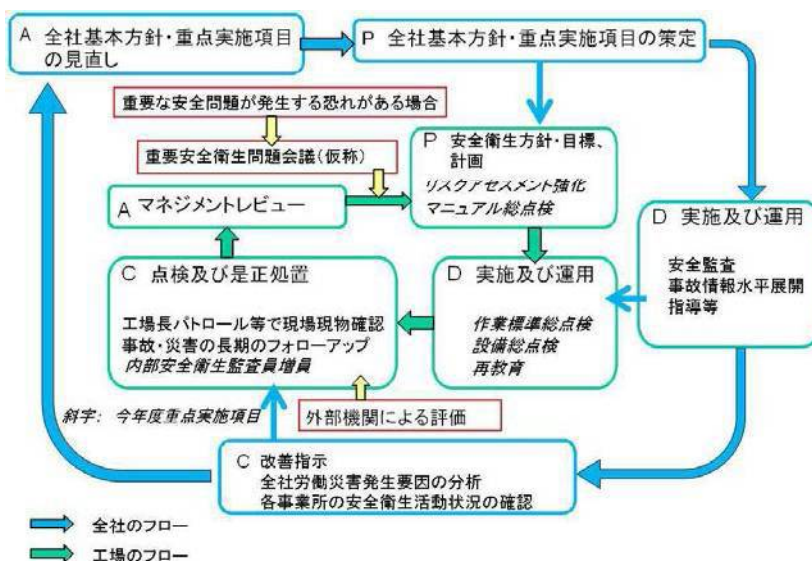 A 全社基本方針・重点実施項目
の見直し
P 全社基本方針・重点実施項目の策定
重要な安全問題が発生する恐れがある場合
重要安全衛生問題会議(仮称)
P 安全衛生方針・目標、
計画
リスクアセスメント強化
マニュアル総点検
A マネジメントレビュー
D 実施及び運用
安全監査
事故情報水平展開
指導等
C 点検及び是正処置
工場長パトロール等で現場現物確認
事故・災害の長期のフォローアップ
内部安全衛生監査員増員
D 実施及び運用
作業標準総点検
設備総点検
再教育
斜字: 今年度重点実施項目
外部機関による評価
C 改善指示
全社労働災害発生要因の分析
各事業所の安全衛生活動状況の確認
全社のフロー
工場のフロー